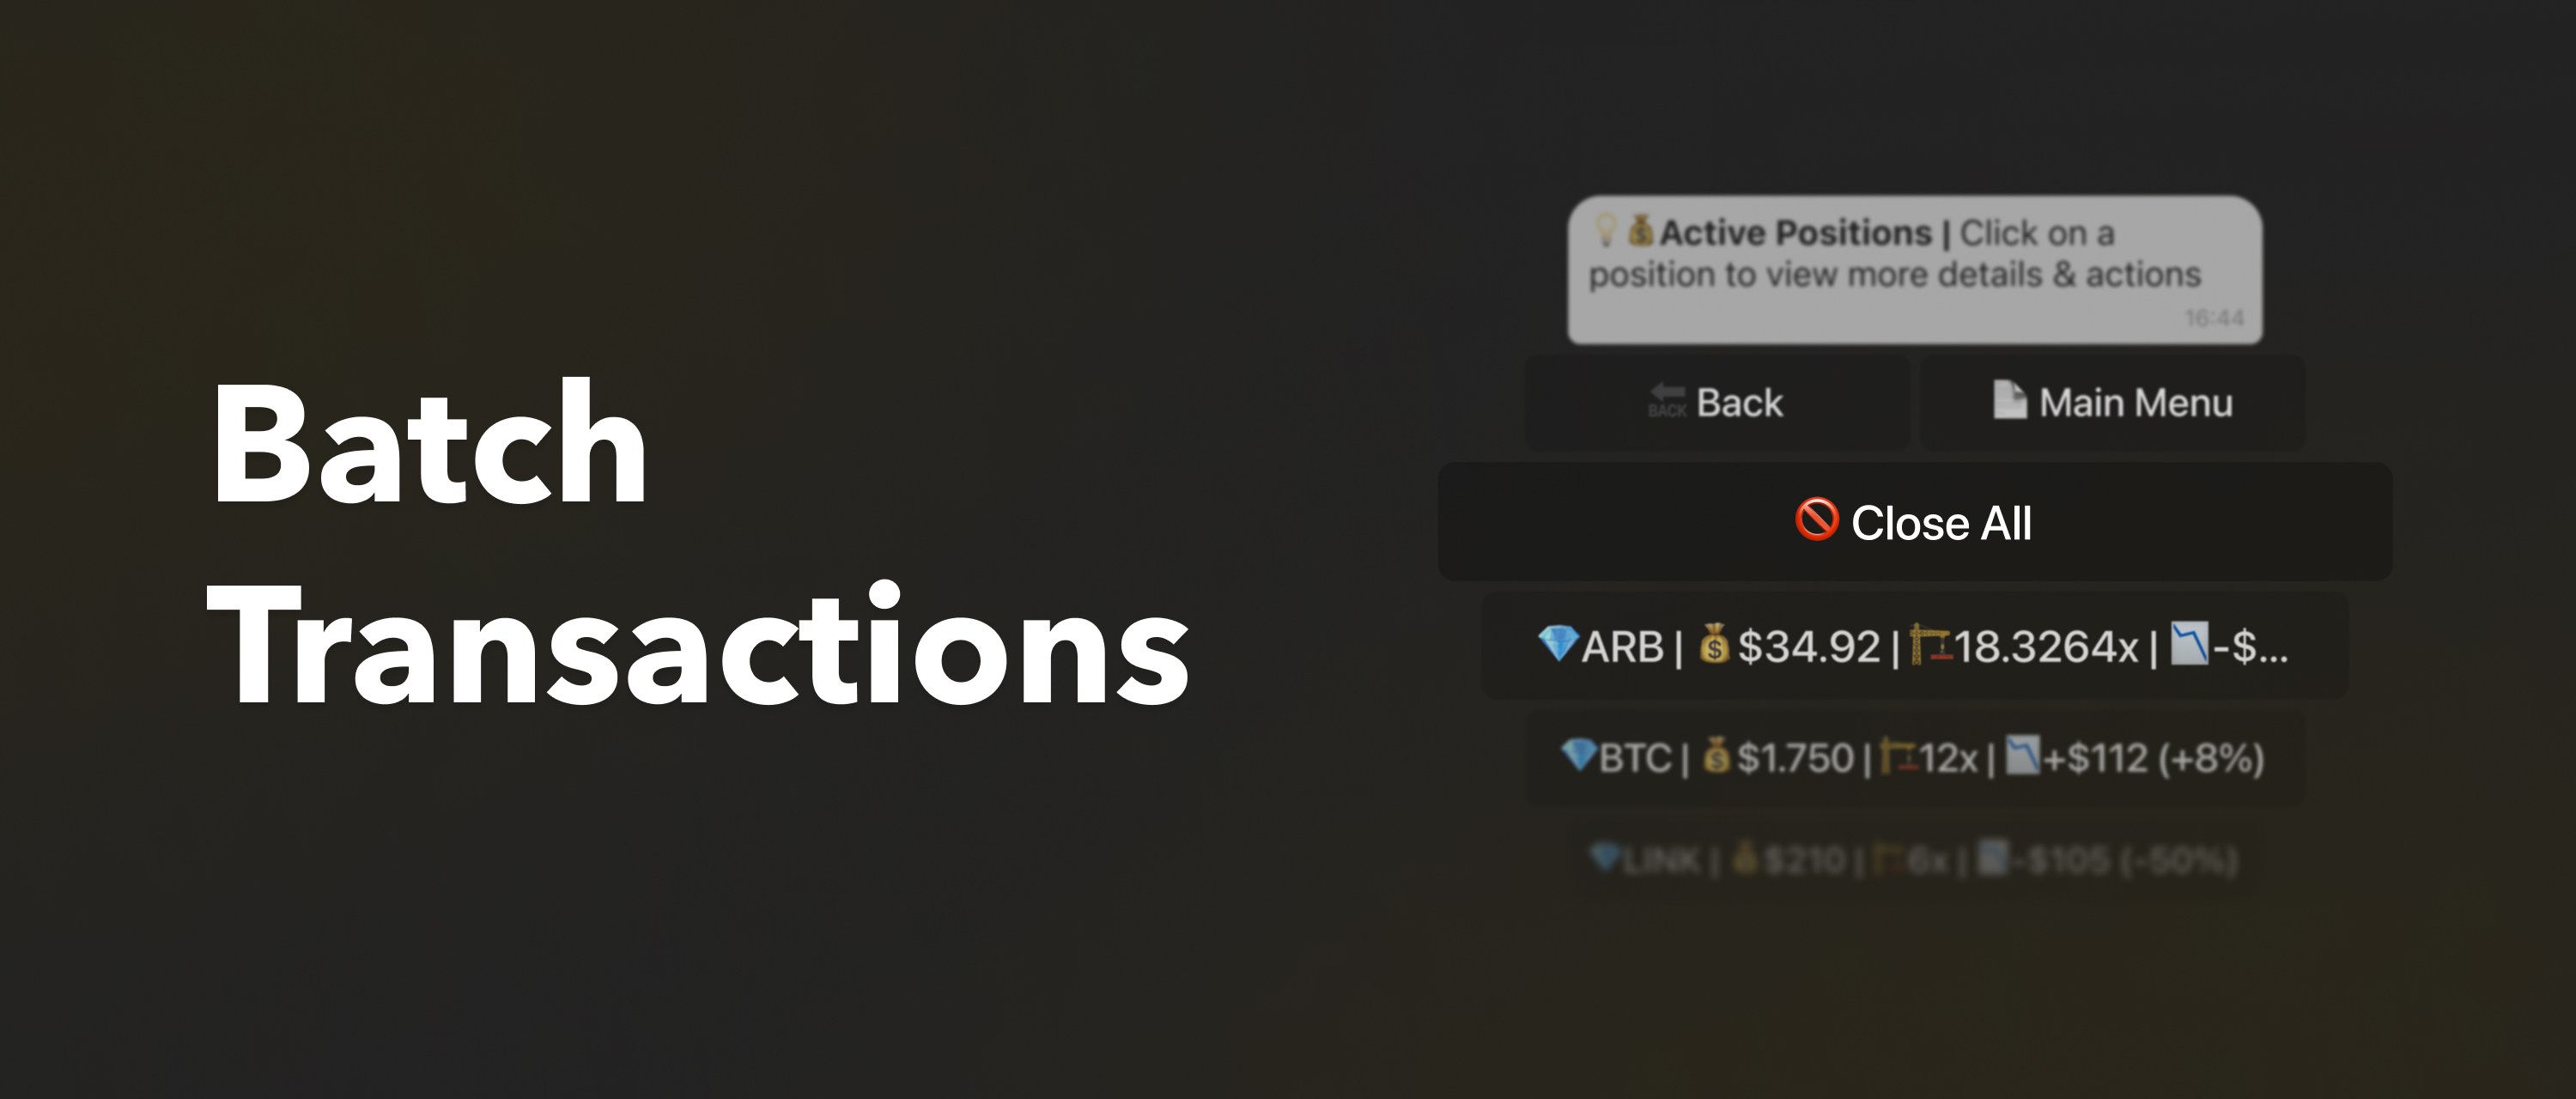 Batch
Transactions
💡💰Active Positions | Click on a
position to view more details & actions
16:44
🔙 Back
📄 Main Menu
🚫 Close All
💎ARB | 💰$34.92 | 🏗️18.3264x | 📉-$...
💎BTC | 💰$1.750 | 🏗️12x | 📉+$112 (+8%)
💎LINK | 💰$210 | 🏗️6x | 📉-$105 (-50%)